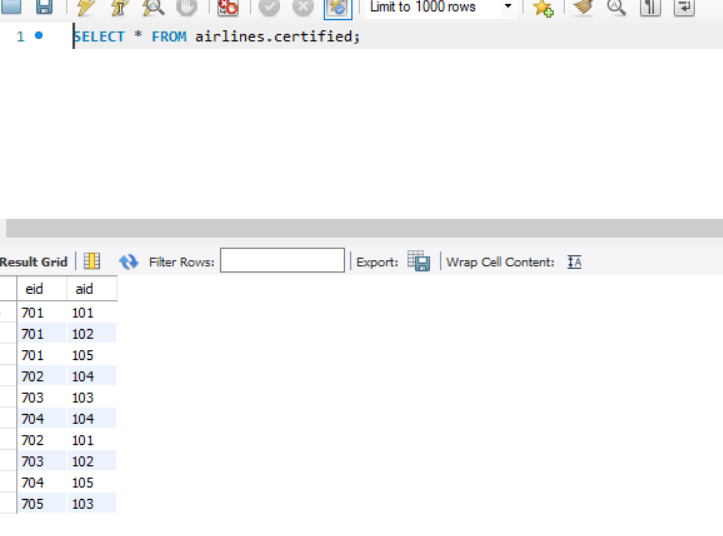 Limit to 1000 rows
1 SELECT * FROM airlines.certified;
Result Grid Filter Rows: Export: Wrap Cell Content: IA
eid aid
701 101
701 102
701 105
702 104
703 103
704 104
702 101
703 102
704 105
705 103